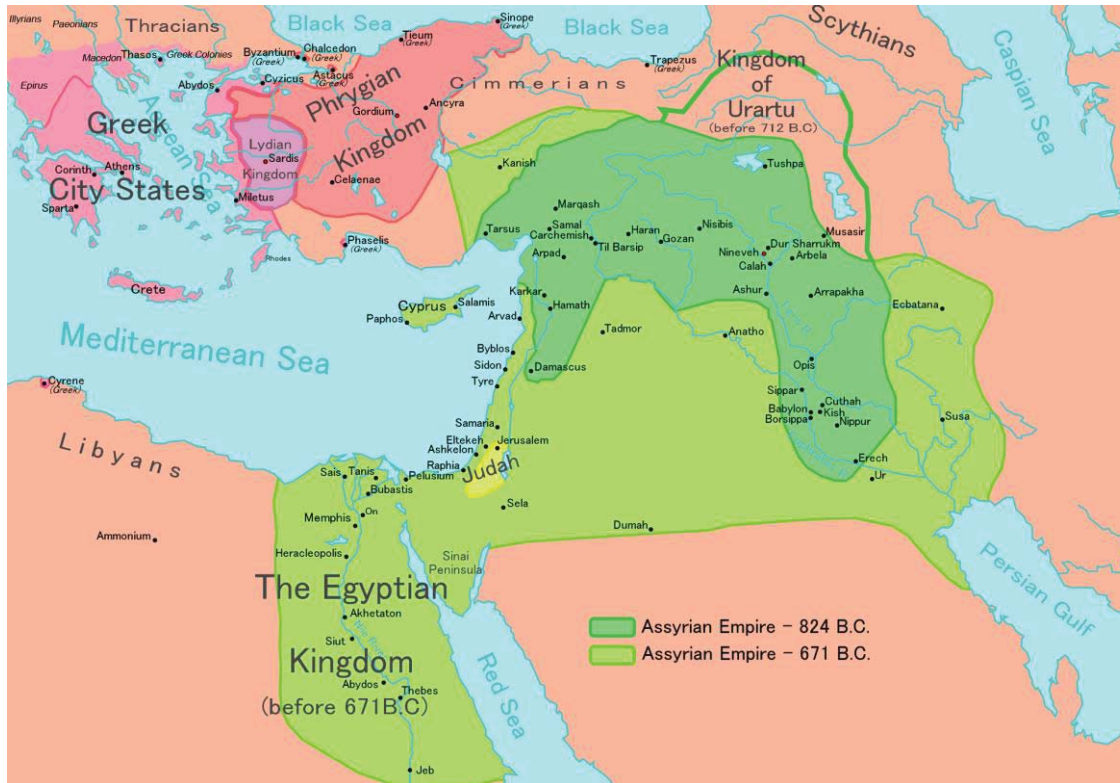 Illyrians
Paeonians
Thracians
Black Sea
Black Sea
Sinope
(Greek)
Tieum
(Greek)
Scythians
Caspian Sea
Macedon
Thasos
Greek Colonies
Byzantium
(Greek)
Chalcedon
(Greek)
Astacus
(Greek)
Trapezus
(Greek)
Kingdom
of
Urartu
(before 712 B.C)
Epirus
Abydos
Cyzicus
Phrygian
Kingdom
Cimmerians
Aegean Sea
Greek
City States
Gordium
Ancyra
Lydian
Kingdom
Sardis
Celaenae
Kanish
Tushpa
Corinth
Athens
Sparta
Miletus
Phaselis
(Greek)
Rhodes
Crete
Tarsus
Marqash
Samal
Carchemish
Til Barsip
Haran
Gozan
Nisibis
Musasir
Arpad
Nineveh
Dur Sharrukm
Calah
Arbela
Ashur
Arrapakha
Ecbatana
Karkar
Hamath
Cyprus
Salamis
Paphos
Arvad
Tadmor
Anatho
Mediterranean Sea
Byblos
Sidon
Tyre
Damascus
Opis
Sippar
Cuthah
Babylon
Kish
Borsippa
Nippur
Susa
Cyrene
(Greek)
Samaria
Eltekeh
Jerusalem
Ashkelon
Raphia
Judah
Erech
Ur
Libyans
Sais
Tanis
Pelusium
Bubastis
Sela
On
Memphis
Dumah
Ammonium
Heracleopolis
Sinai
Peninsula
Persian Gulf
The Egyptian
Kingdom
(before 671B.C)
Akhetaton
Siut
Abydos
Thebes
Jeb
Red Sea
Assyrian Empire - 824 B.C.
Assyrian Empire - 671 B.C.